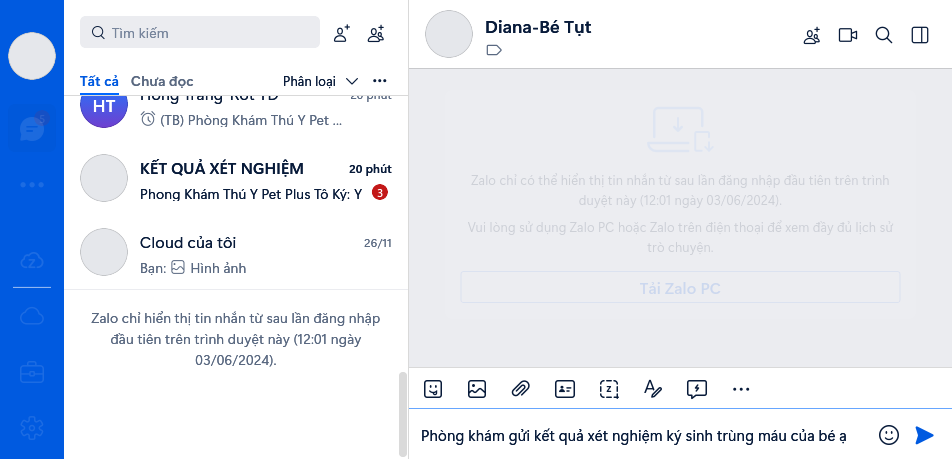 Tìm kiếm
Tất cả Chưa đọc Phân loại
HT
Hồng Trang-Kót TD 20 phút
(TB) Phòng Khám Thú Y Pet ...
KẾT QUẢ XÉT NGHIỆM 20 phút
Phong Khám Thú Y Pet Plus Tô Ký: Y 3
Cloud của tôi 26/11
Bạn: Hình ảnh
Zalo chỉ hiển thị tin nhắn từ sau lần đăng nhập
đầu tiên trên trình duyệt này (12:01 ngày
03/06/2024).
Diana-Bé Tụt
Zalo chỉ có thể hiển thị tin nhắn từ sau lần đăng nhập đầu tiên trên trình
duyệt này (12:01 ngày 03/06/2024).
Vui lòng sử dụng Zalo PC hoặc Zalo trên điện thoại để xem đầy đủ lịch sử
trò chuyện.
Tải Zalo PC
Phòng khám gửi kết quả xét nghiệm ký sinh trùng máu của bé ạ